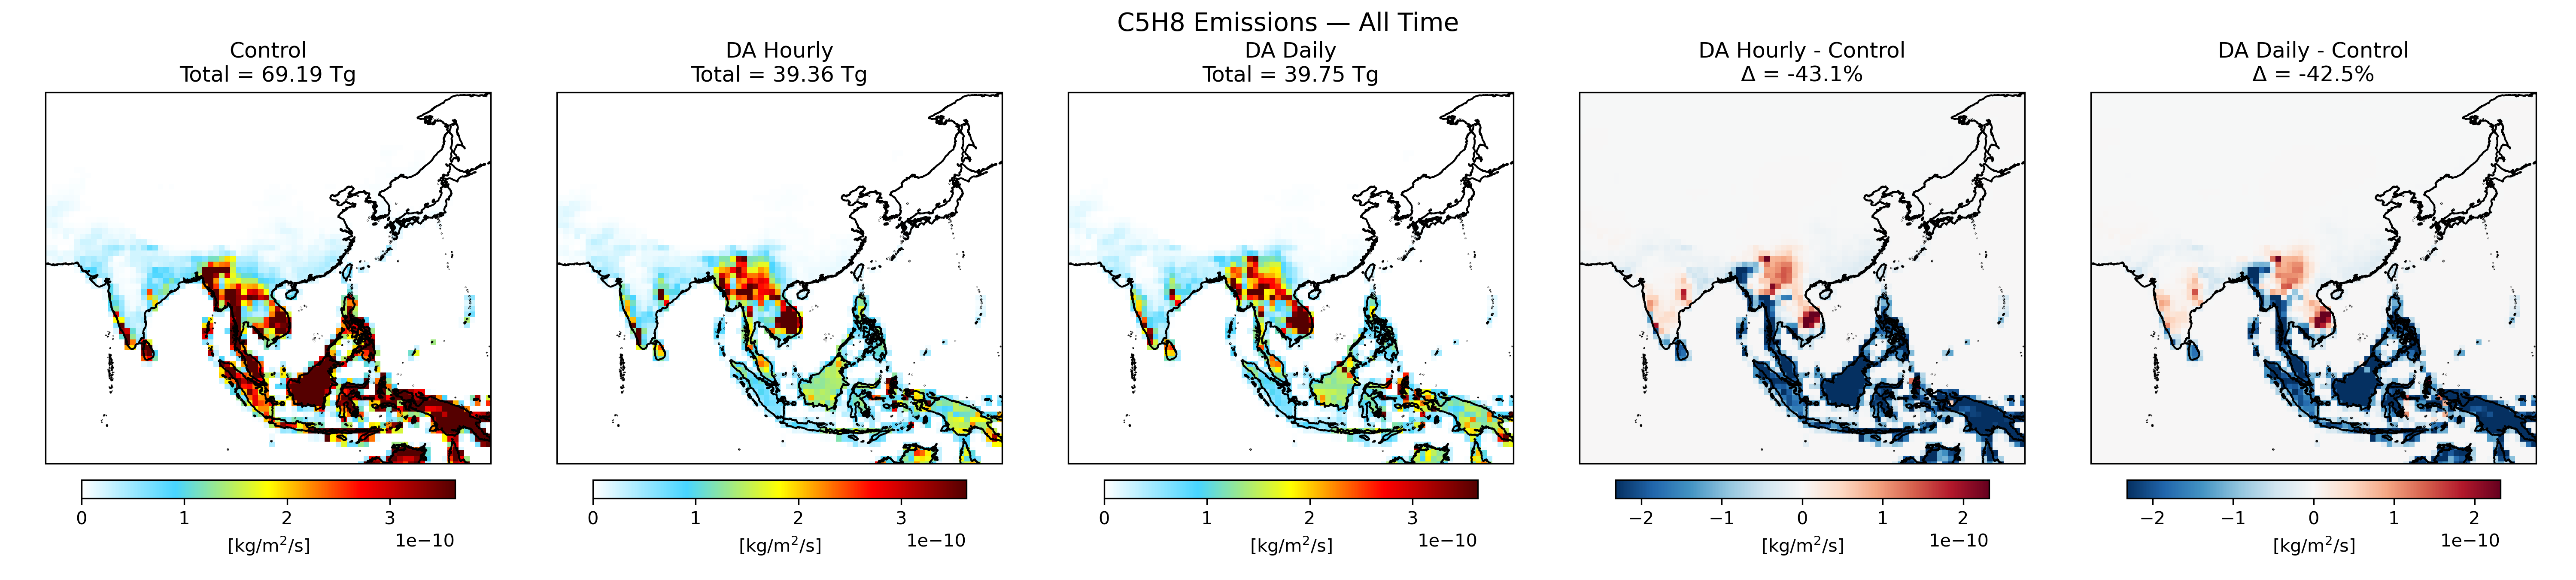 C5H8 Emissions — All Time
Control
Total = 69.19 Tg
DA Hourly
Total = 39.36 Tg
DA Daily
Total = 39.75 Tg
DA Hourly - Control
Δ = -43.1%
DA Daily - Control
Δ = -42.5%
0 1 2 3
[kg/m²/s] 1e−10
0 1 2 3
[kg/m²/s] 1e−10
0 1 2 3
[kg/m²/s] 1e−10
−2 −1 0 1 2
[kg/m²/s] 1e−10
−2 −1 0 1 2
[kg/m²/s] 1e−10